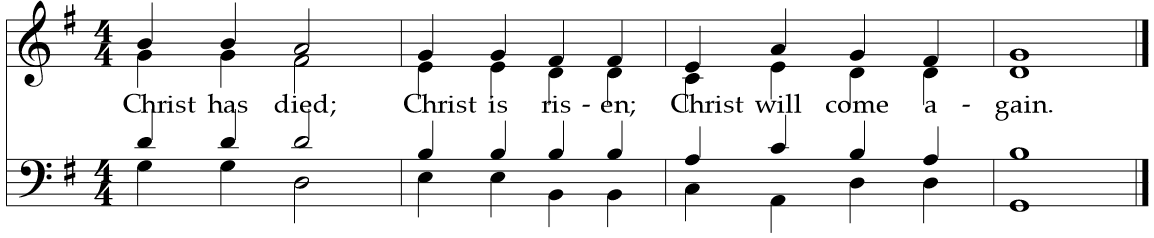 Christ has died; Christ is ris - en; Christ will come a - gain.